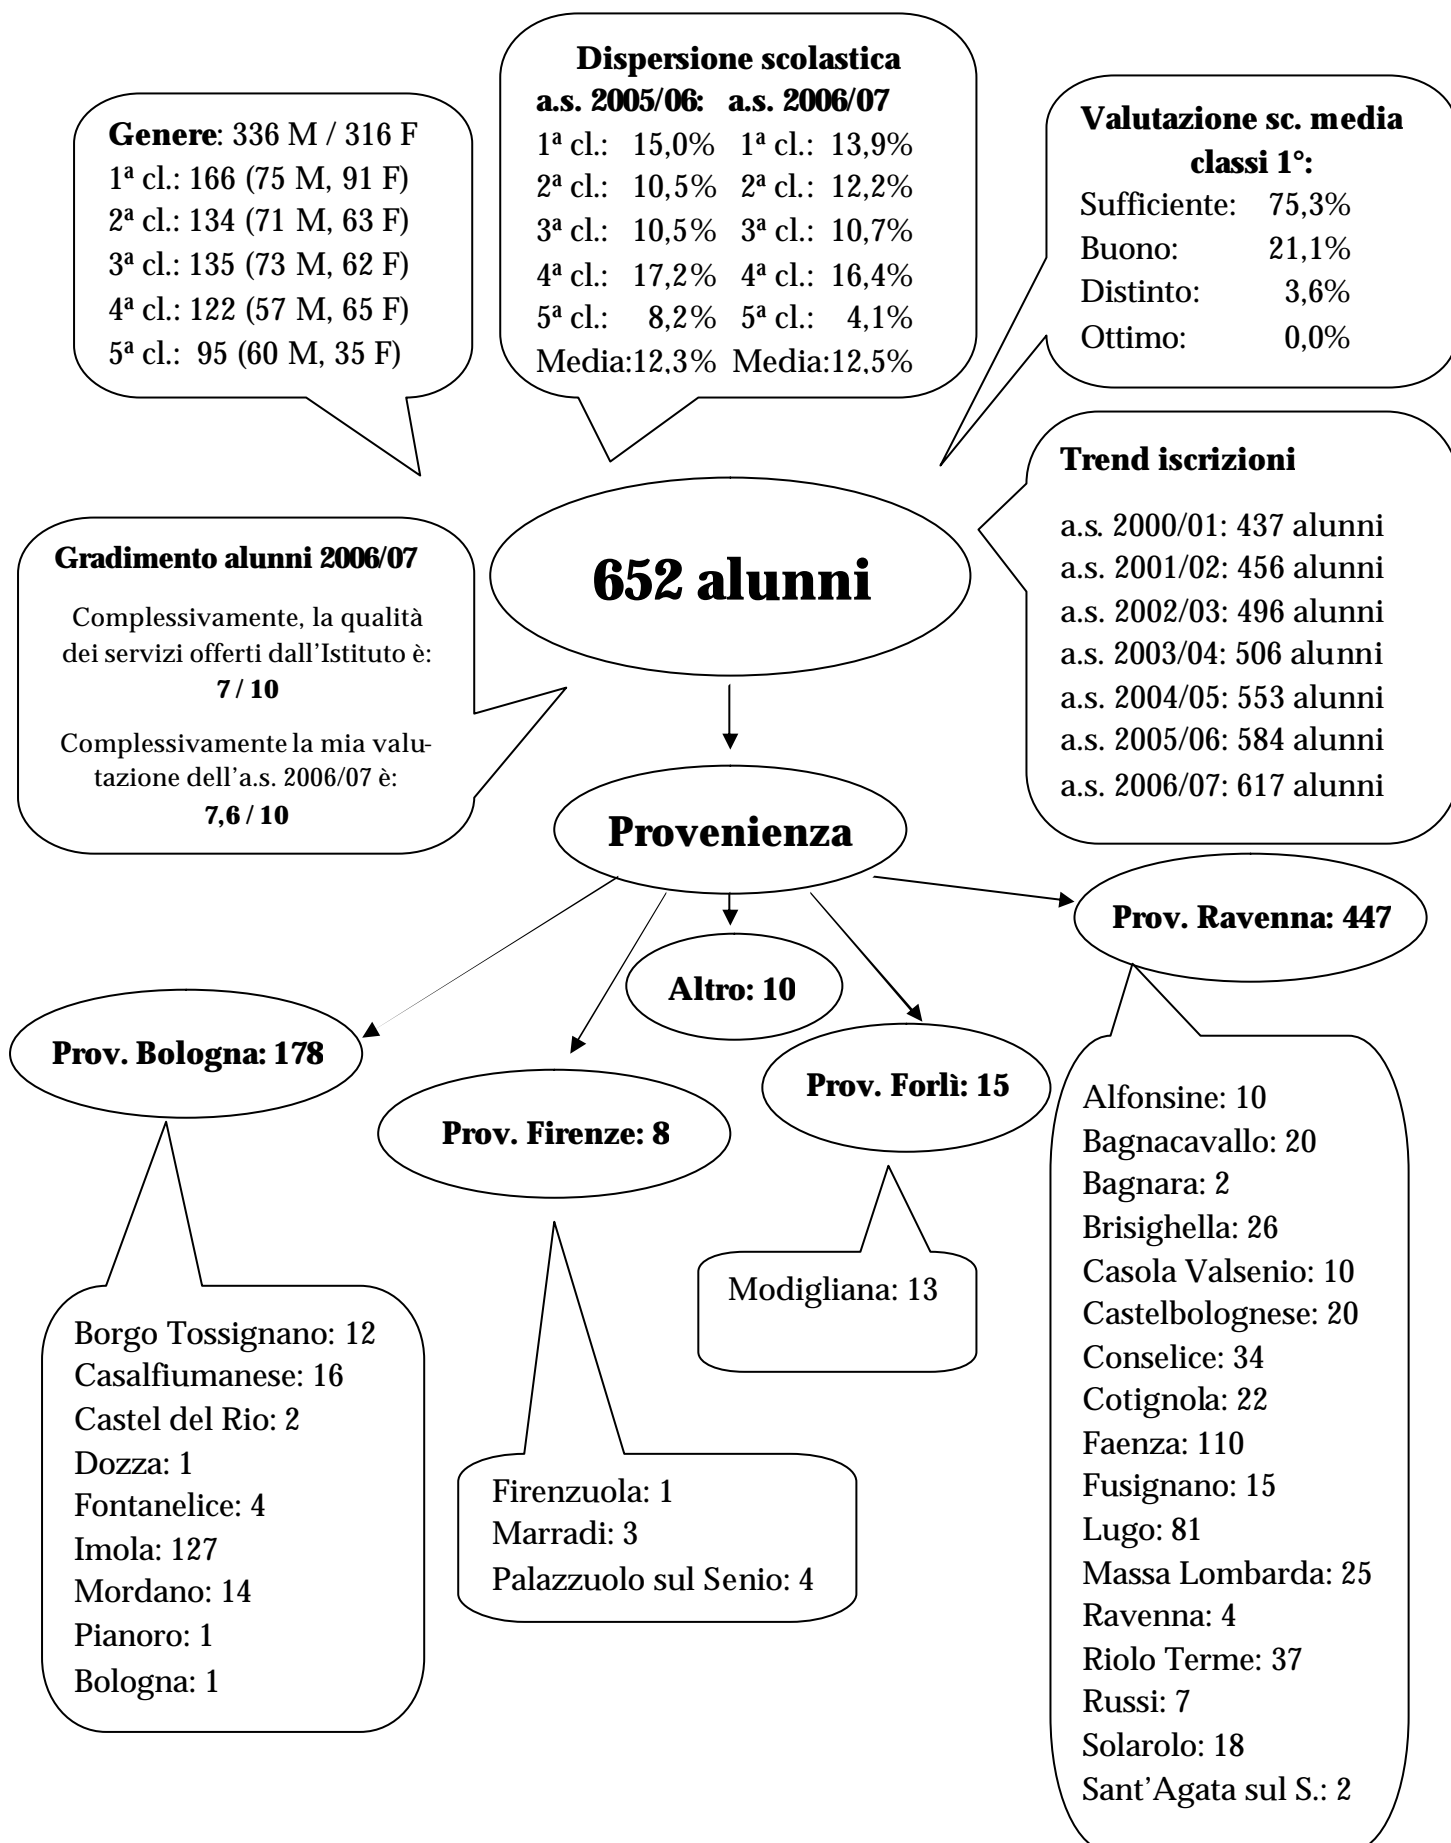 Dispersione scolastica
a.s. 2005/06: a.s. 2006/07
1ª cl.: 15,0% 1ª cl.: 13,9%
2ª cl.: 10,5% 2ª cl.: 12,2%
3ª cl.: 10,5% 3ª cl.: 10,7%
4ª cl.: 17,2% 4ª cl.: 16,4%
5ª cl.: 8,2% 5ª cl.: 4,1%
Media:12,3% Media:12,5%
Genere: 336 M / 316 F
1ª cl.: 166 (75 M, 91 F)
2ª cl.: 134 (71 M, 63 F)
3ª cl.: 135 (73 M, 62 F)
4ª cl.: 122 (57 M, 65 F)
5ª cl.: 95 (60 M, 35 F)
Valutazione sc. media
classi 1°:
Sufficiente: 75,3%
Buono: 21,1%
Distinto: 3,6%
Ottimo: 0,0%
Trend iscrizioni
a.s. 2000/01: 437 alunni
a.s. 2001/02: 456 alunni
a.s. 2002/03: 496 alunni
a.s. 2003/04: 506 alunni
a.s. 2004/05: 553 alunni
a.s. 2005/06: 584 alunni
a.s. 2006/07: 617 alunni
652 alunni
Gradimento alunni 2006/07
Complessivamente, la qualità
dei servizi offerti dall'Istituto è:
7 / 10
Complessivamente la mia valu-
tazione dell'a.s. 2006/07 è:
7,6 / 10
Provenienza
Prov. Ravenna: 447
Altro: 10
Prov. Bologna: 178
Prov. Forlì: 15
Prov. Firenze: 8
Alfonsine: 10
Bagnacavallo: 20
Bagnara: 2
Brisighella: 26
Casola Valsenio: 10
Castelbolognese: 20
Conselice: 34
Cotignola: 22
Faenza: 110
Fusignano: 15
Lugo: 81
Massa Lombarda: 25
Ravenna: 4
Riolo Terme: 37
Russi: 7
Solarolo: 18
Sant'Agata sul S.: 2
Modigliana: 13
Borgo Tossignano: 12
Casalfiumanese: 16
Castel del Rio: 2
Dozza: 1
Fontanelice: 4
Imola: 127
Mordano: 14
Pianoro: 1
Bologna: 1
Firenzuola: 1
Marradi: 3
Palazzuolo sul Senio: 4